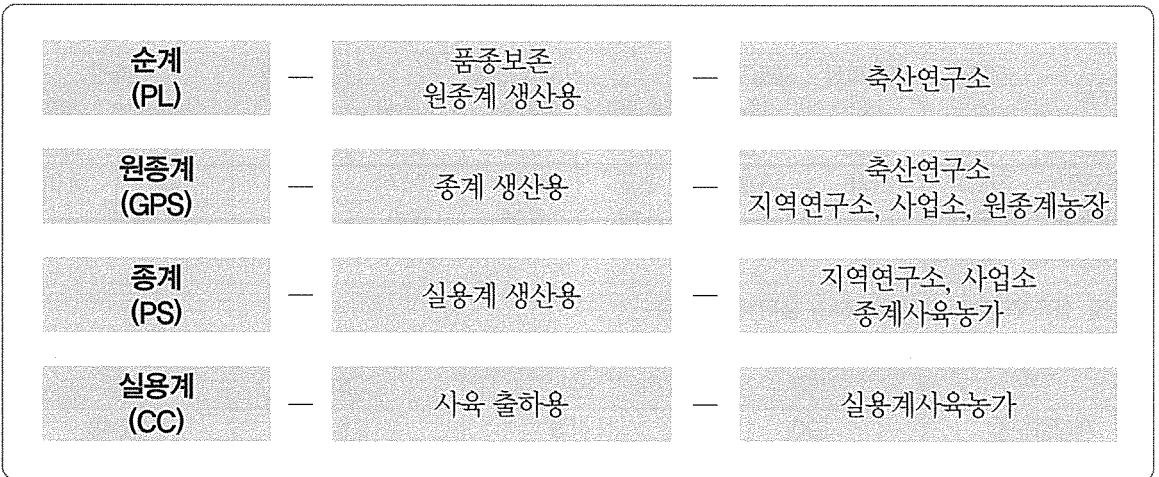 순계
(PL)
—
품종보존
원종계 생산용
—
축산연구소
원종계
(GPS)
—
종계 생산용
—
축산연구소
지역연구소, 사업소, 원종계농장
종계
(PS)
—
실용계 생산용
—
지역연구소, 사업소
종계사육농가
실용계
(CC)
—
사육 출하용
—
실용계사육농가